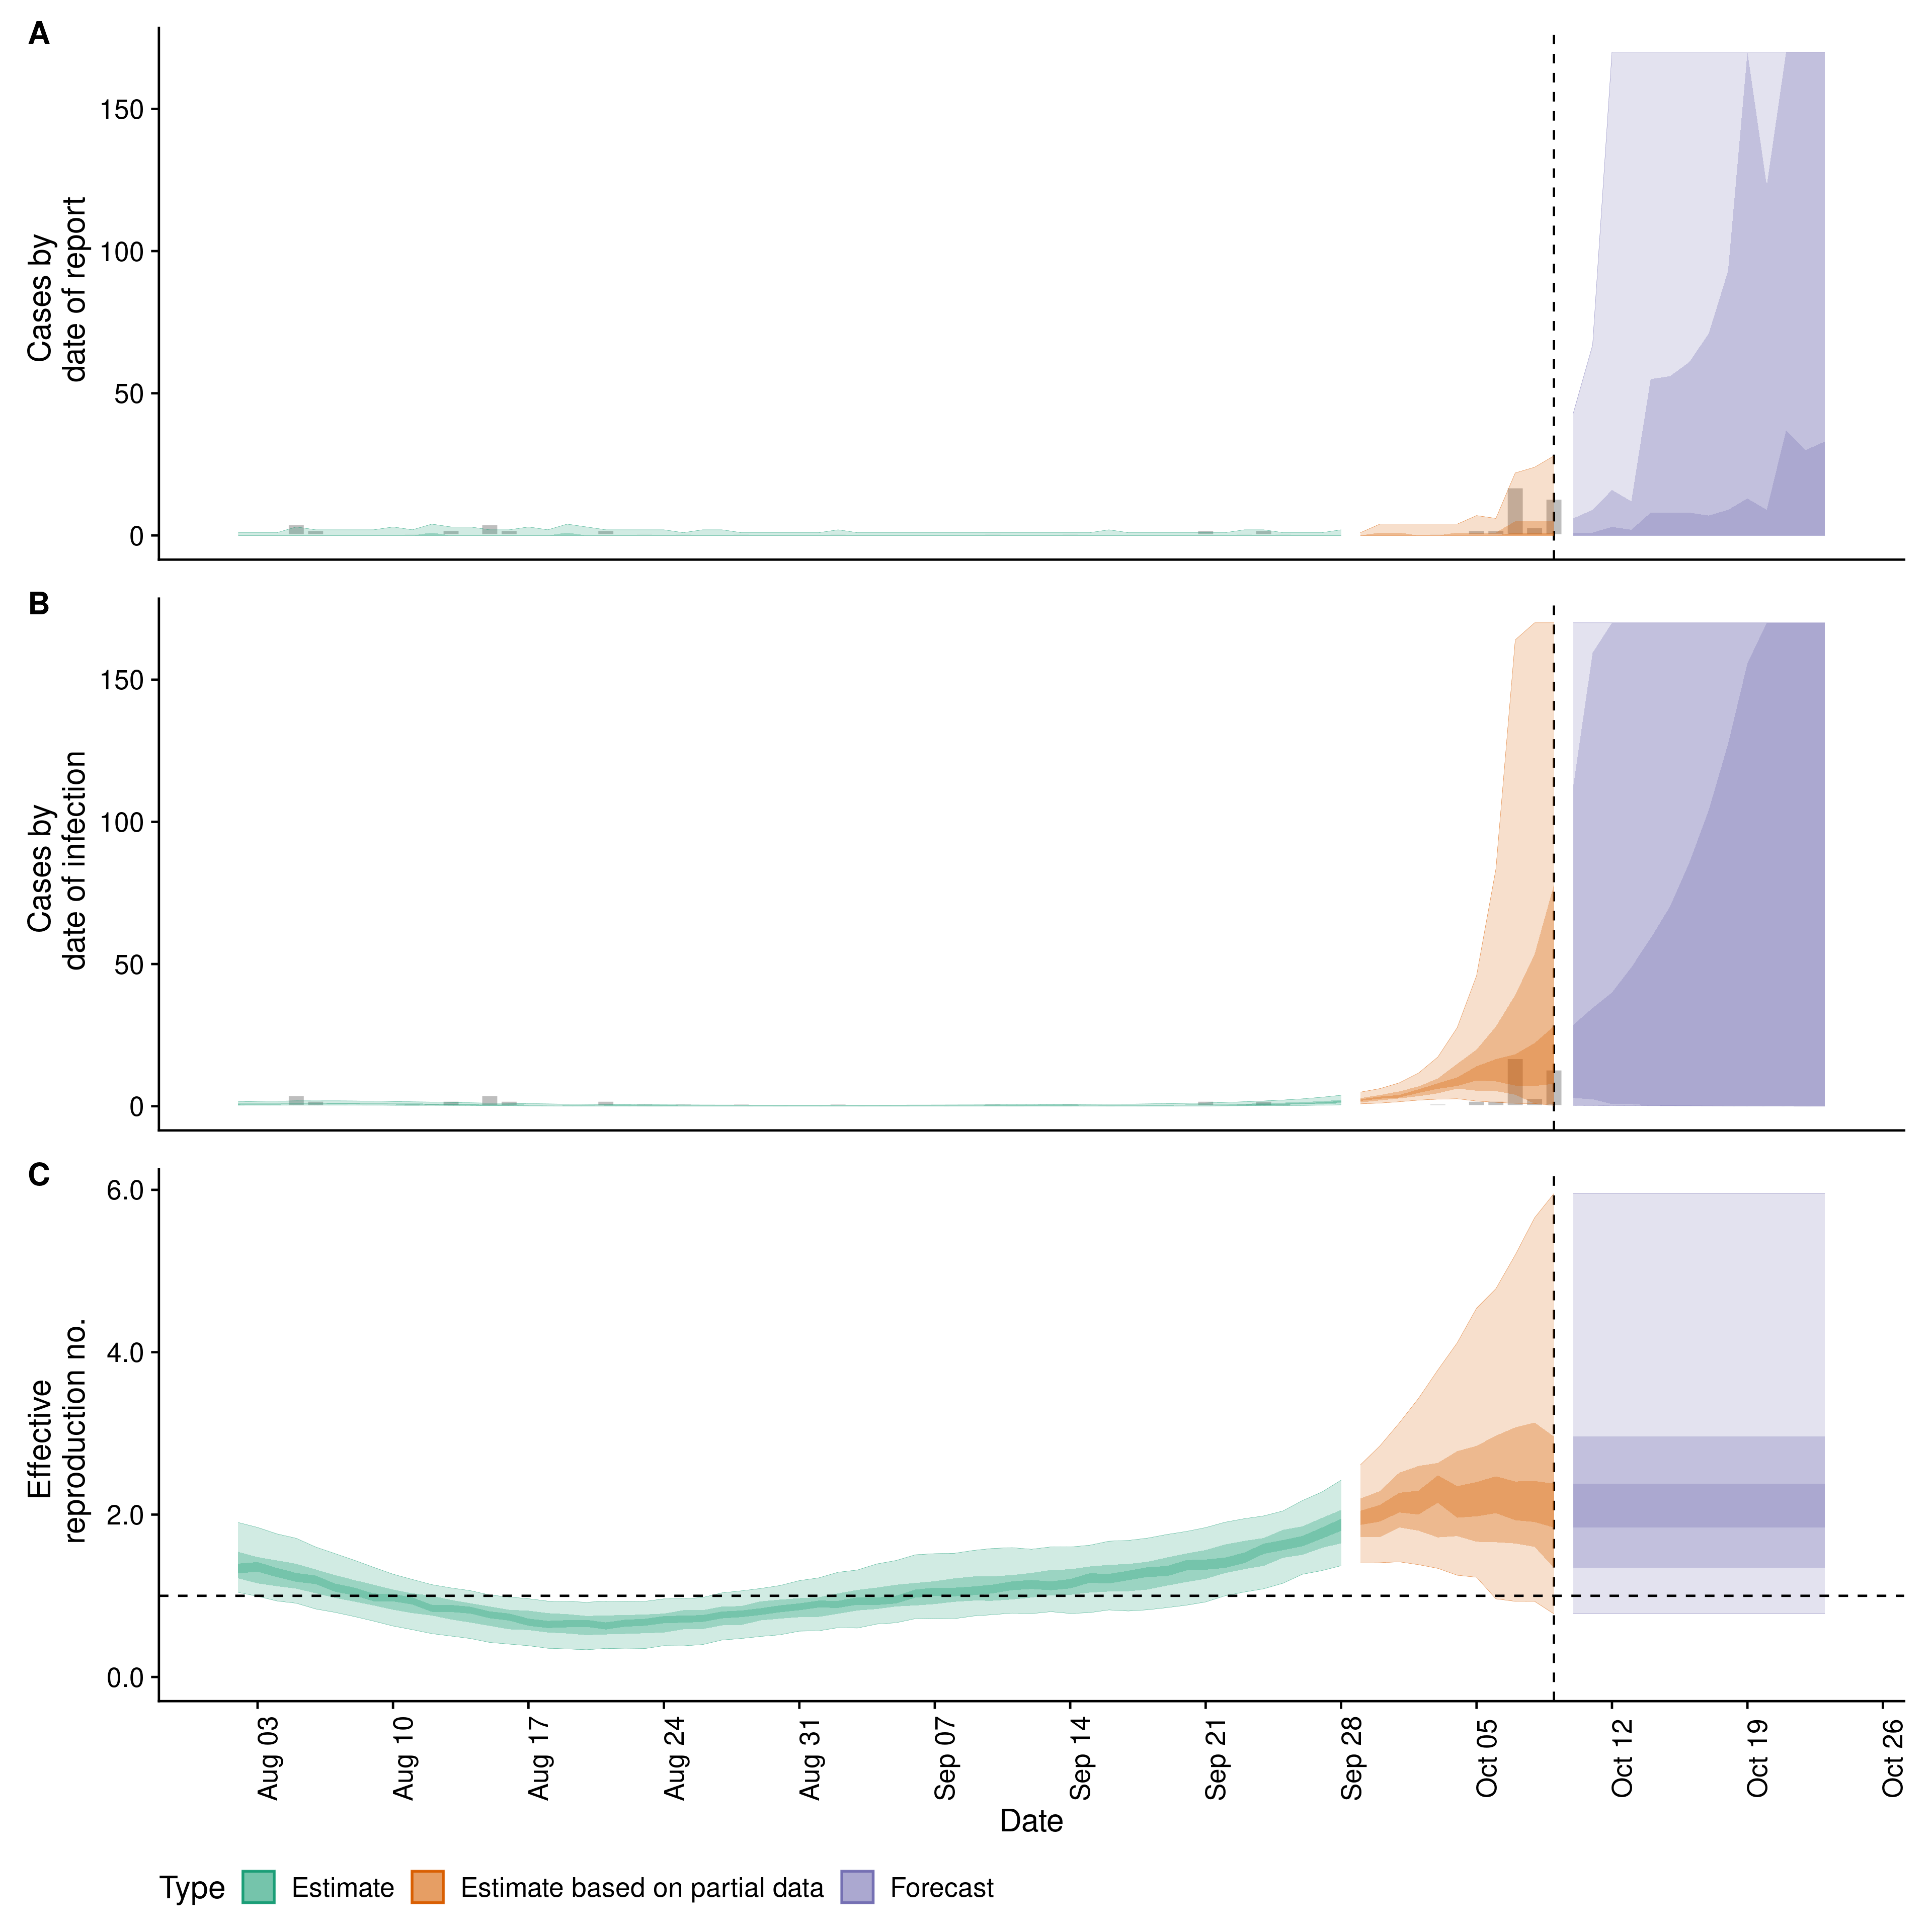 A
Cases by
date of report
150
100
50
0
B
Cases by
date of infection
150
100
50
0
C
Effective
reproduction no.
6.0
4.0
2.0
0.0
Aug 03
Aug 10
Aug 17
Aug 24
Aug 31
Sep 07
Sep 14
Sep 21
Sep 28
Oct 05
Oct 12
Oct 19
Oct 26
Date
Type Estimate Estimate based on partial data Forecast